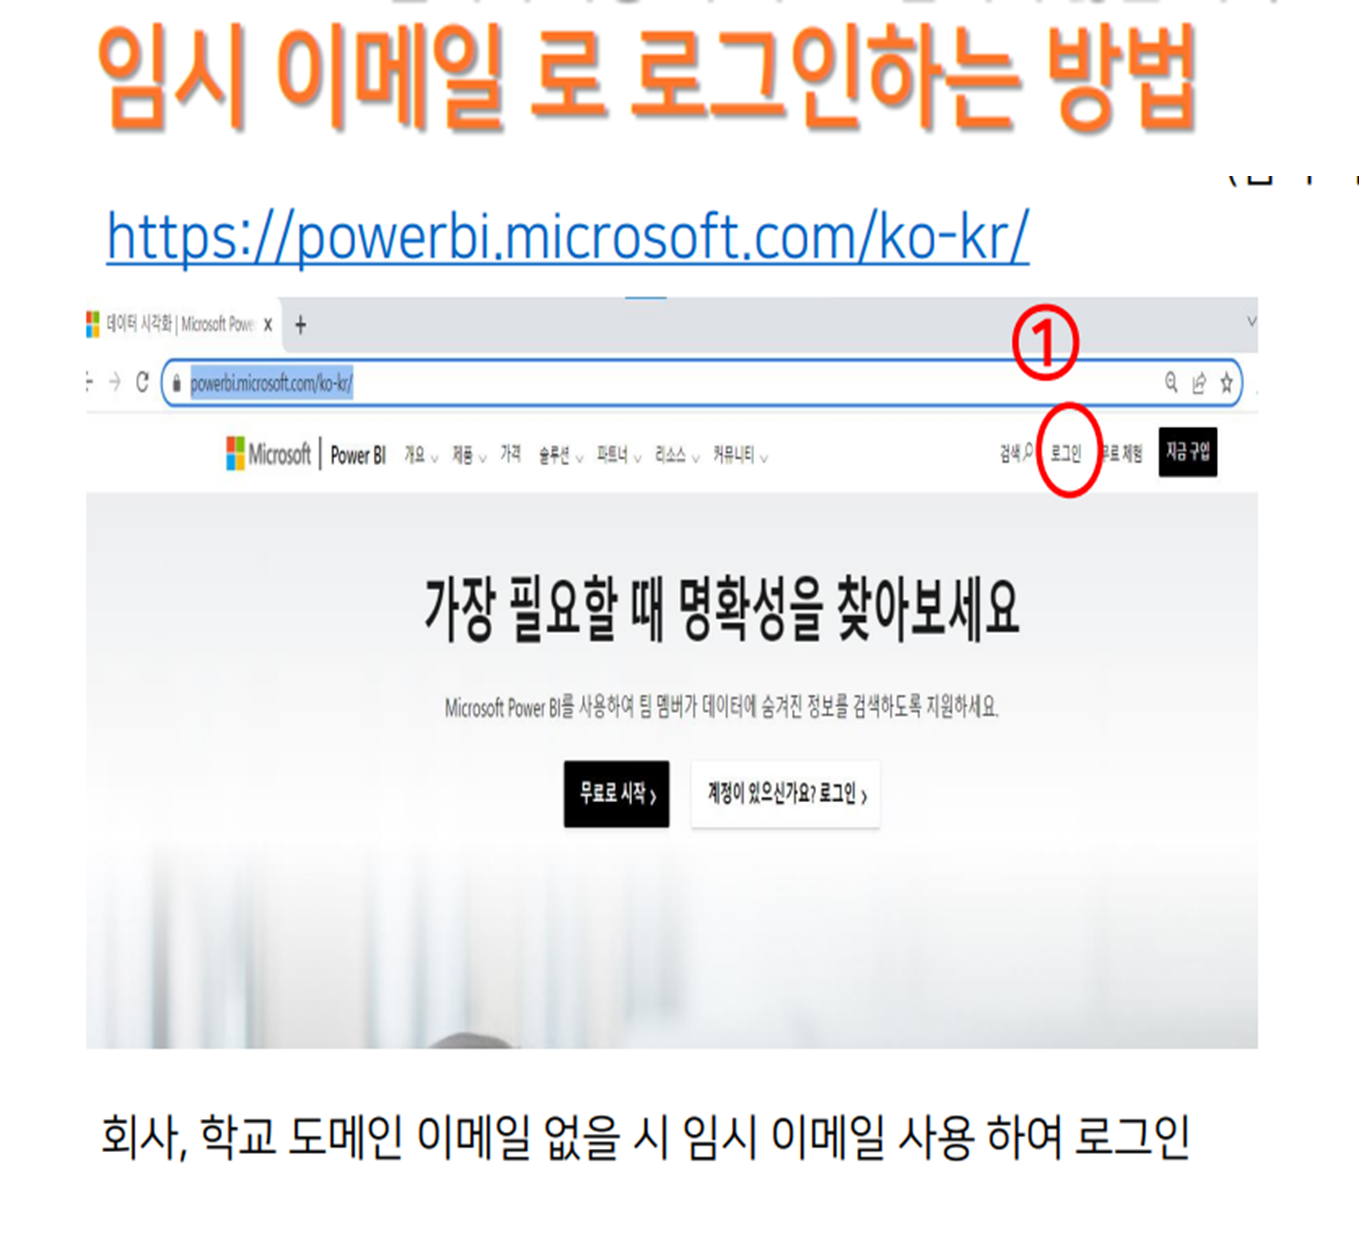 임시 이메일 로 로그인하는 방법
https://powerbi.microsoft.com/ko-kr/
데이터 시각화 | Microsoft Powe x +
①
powerbi.microsoft.com/ko-kr/
Microsoft | Power BI 개요 제품 가격 솔루션 파트너 리소스 커뮤니티 검색 로그인 무료 체험 지금 구입
가장 필요할 때 명확성을 찾아보세요
Microsoft Power BI를 사용하여 팀 멤버가 데이터에 숨겨진 정보를 검색하도록 지원하세요.
무료로 시작 > 계정이 있으신가요? 로그인 >
회사, 학교 도메인 이메일 없을 시 임시 이메일 사용 하여 로그인